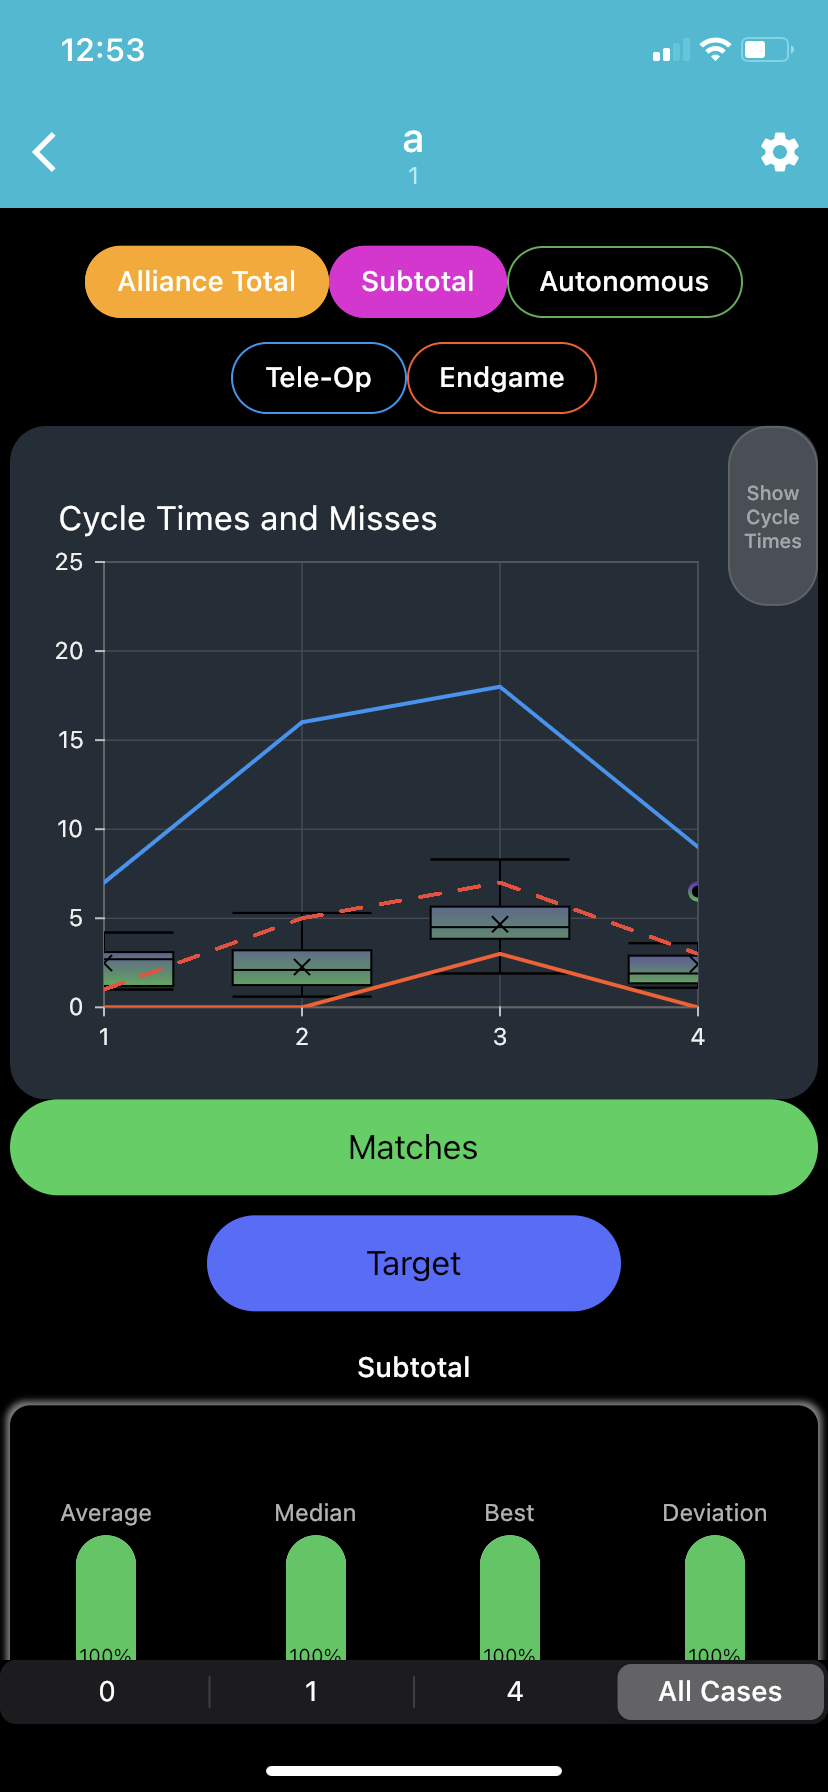 12:53
a
1
Alliance Total
Subtotal
Autonomous
Tele-Op
Endgame
Show
Cycle
Times
Cycle Times and Misses
25
20
15
10
5
0
1 2 3 4
Matches
Target
Subtotal
Average Median Best Deviation
100% 100% 100% 100%
0 1 4 All Cases